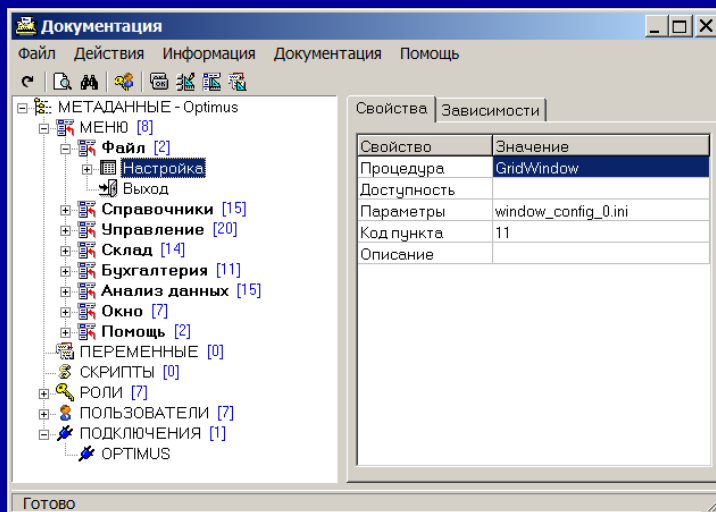 Документация
Файл Действия Информация Документация Помощь
МЕТАДАННЫЕ - Optimus
МЕНЮ [8]
Файл [2]
Настройка
Выход
Справочники [15]
Управление [20]
Склад [14]
Бухгалтерия [11]
Анализ данных [15]
Окно [7]
Помощь [2]
ПЕРЕМЕННЫЕ [0]
СКРИПТЫ [0]
РОЛИ [7]
ПОЛЬЗОВАТЕЛИ [7]
ПОДКЛЮЧЕНИЯ [1]
OPTIMUS
Свойства Зависимости
Свойство Значение
Процедура GridWindow
Доступность
Параметры window_config_0.ini
Код пункта 11
Описание
Готово